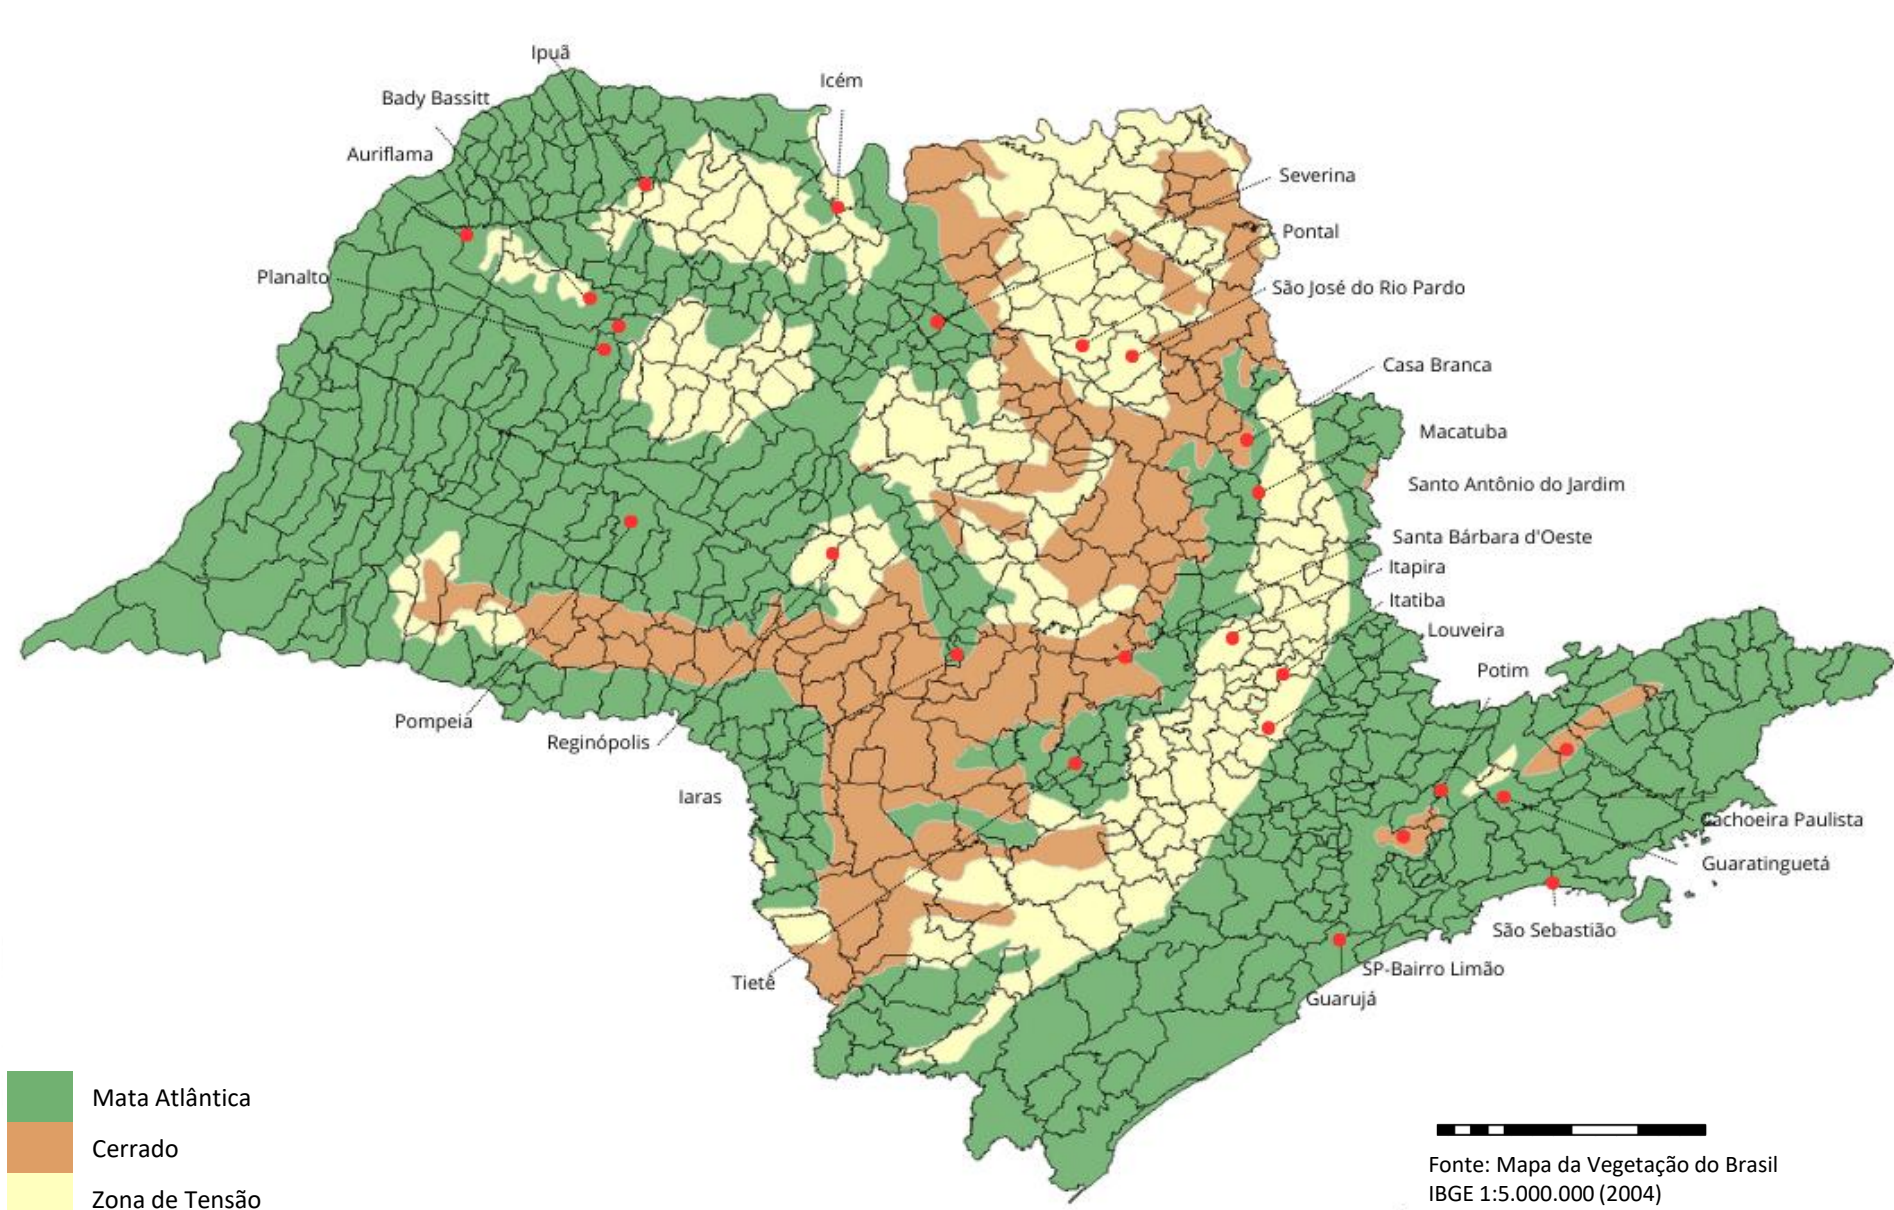 Ipuã
Icém
Bady Bassitt
Auriflama
Severina
Pontal
Planalto
São José do Rio Pardo
Casa Branca
Macatuba
Santo Antônio do Jardim
Santa Bárbara d'Oeste
Itapira
Itatiba
Louveira
Potim
Pompeia
Reginópolis
Iaras
Cachoeira Paulista
Guaratinguetá
São Sebastião
SP-Bairro Limão
Tietê
Guarujá
Mata Atlântica
Cerrado
Zona de Tensão
Fonte: Mapa da Vegetação do Brasil
IBGE 1:5.000.000 (2004)